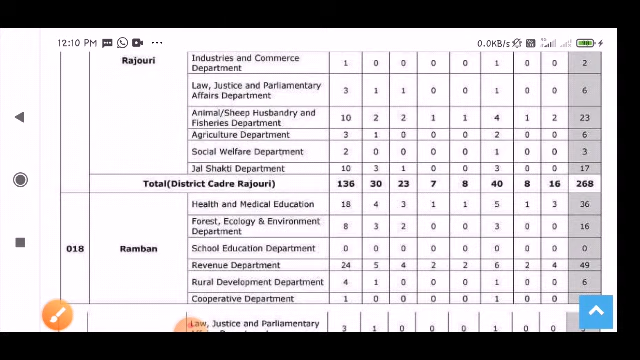 12:10 PM ... 0.0KB/s
Rajouri
Industries and Commerce Department 1 0 0 0 0 1 0 0 2
Law, Justice and Parliamentary Affairs Department 3 1 1 0 0 1 0 0 6
Animal/Sheep Husbandry and Fisheries Department 10 2 2 1 1 4 1 2 23
Agriculture Department 3 1 0 0 0 2 0 0 6
Social Welfare Department 2 0 0 0 0 1 0 0 3
Jal Shakti Department 10 3 1 0 0 3 0 0 17
Total(District Cadre Rajouri) 136 30 23 7 8 40 8 16 268
018 Ramban
Health and Medical Education 18 4 3 1 1 5 1 3 36
Forest, Ecology & Environment Department 8 3 2 0 0 3 0 0 16
School Education Department 0 0 0 0 0 0 0 0 0
Revenue Department 24 5 4 2 2 6 2 4 49
Rural Development Department 4 1 0 0 0 1 0 0 6
Cooperative Department 1 0 0 0 0 1 0 0
Law, Justice and Parliamentary 3 1 0 0 0 1 0 0